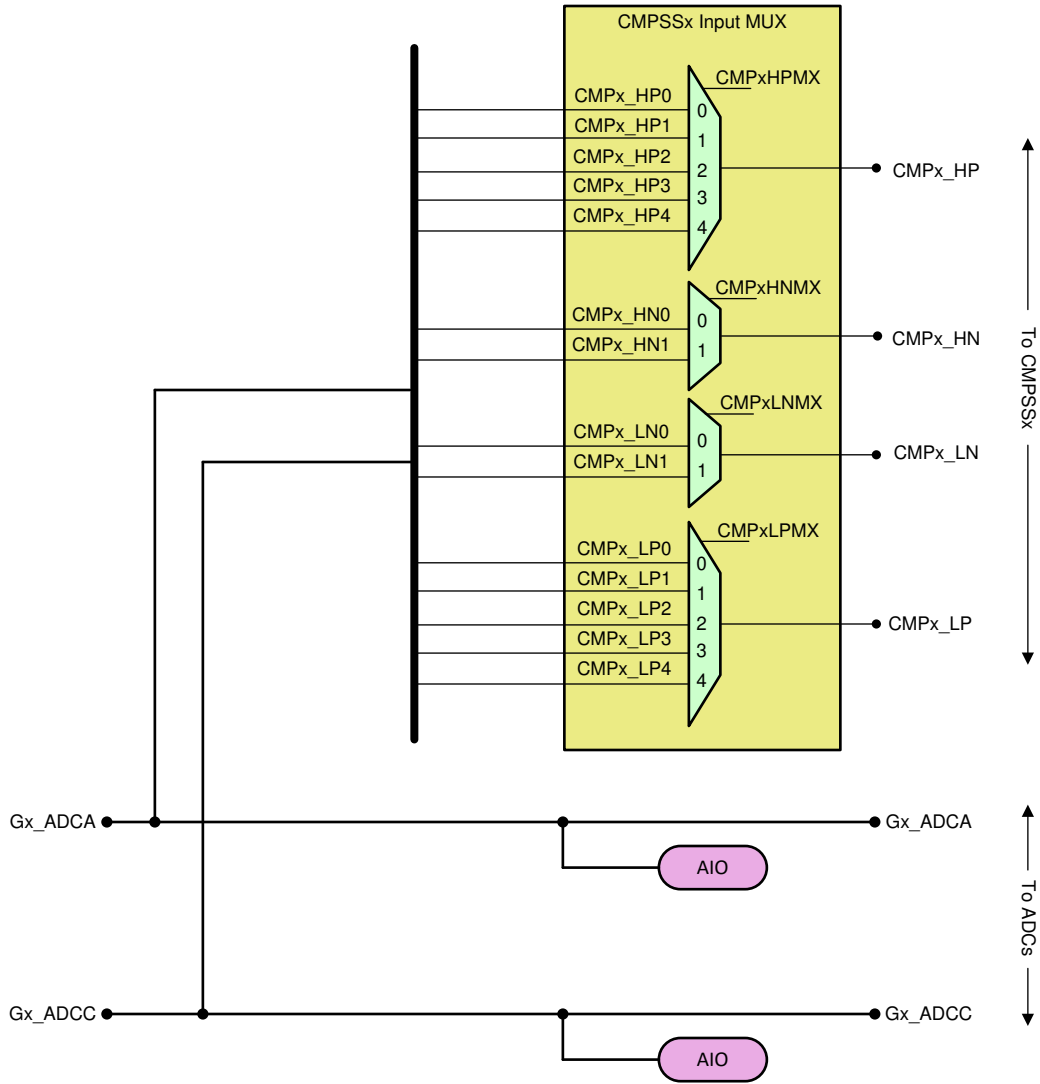 CMPSSx Input MUX
CMPxHPMX
CMPx_HP0
0
CMPx_HP1
1
CMPx_HP2
2
CMPx_HP
CMPx_HP3
3
CMPx_HP4
4
CMPxHNMX
CMPx_HN0
0
CMPx_HN
CMPx_HN1
1
To CMPSSx
CMPxLNMX
CMPx_LN0
0
CMPx_LN
CMPx_LN1
1
CMPxLPMX
CMPx_LP0
0
CMPx_LP1
1
CMPx_LP2
2
CMPx_LP
CMPx_LP3
3
CMPx_LP4
4
Gx_ADCA
Gx_ADCA
AIO
To ADCs
Gx_ADCC
Gx_ADCC
AIO